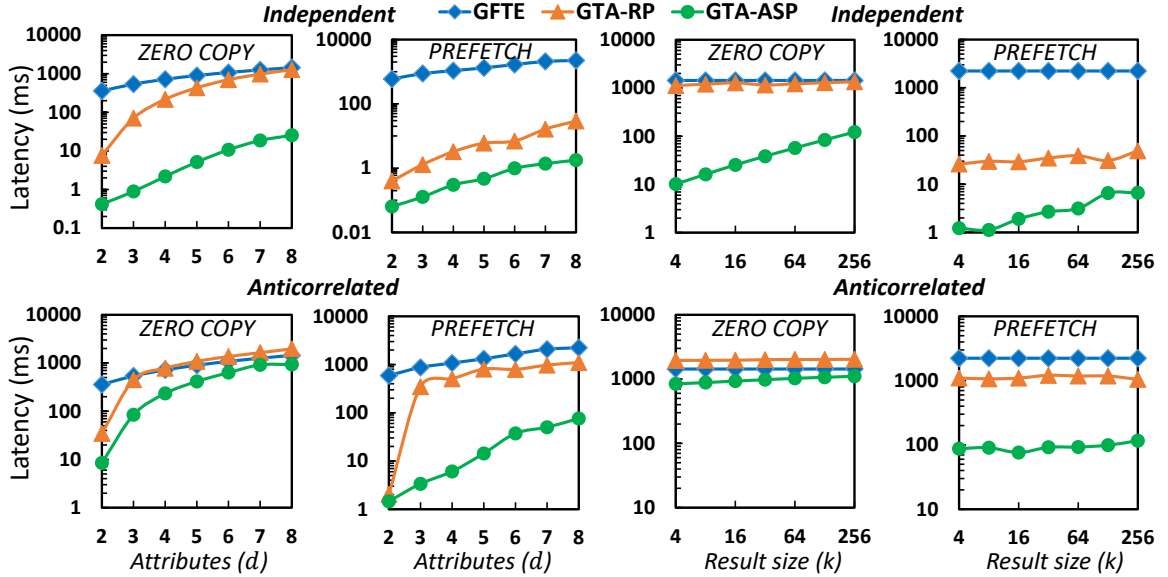 Independent GFTE GTA-RP GTA-ASP Independent
ZERO COPY PREFETCH ZERO COPY PREFETCH
Latency (ms)
10000 1000 100 10 1 0.1
2 3 4 5 6 7 8
10000 100 1 0.01
2 3 4 5 6 7 8
10000 1000 100 10 1
4 16 64 256
10000 1000 100 10 1
4 16 64 256
Anticorrelated Anticorrelated
ZERO COPY PREFETCH ZERO COPY PREFETCH
Latency (ms)
10000 1000 100 10 1
2 3 4 5 6 7 8
Attributes (d)
10000 1000 100 10 1
2 3 4 5 6 7 8
Attributes (d)
10000 1000 100 10
4 16 64 256
Result size (k)
10000 1000 100 10
4 16 64 256
Result size (k)